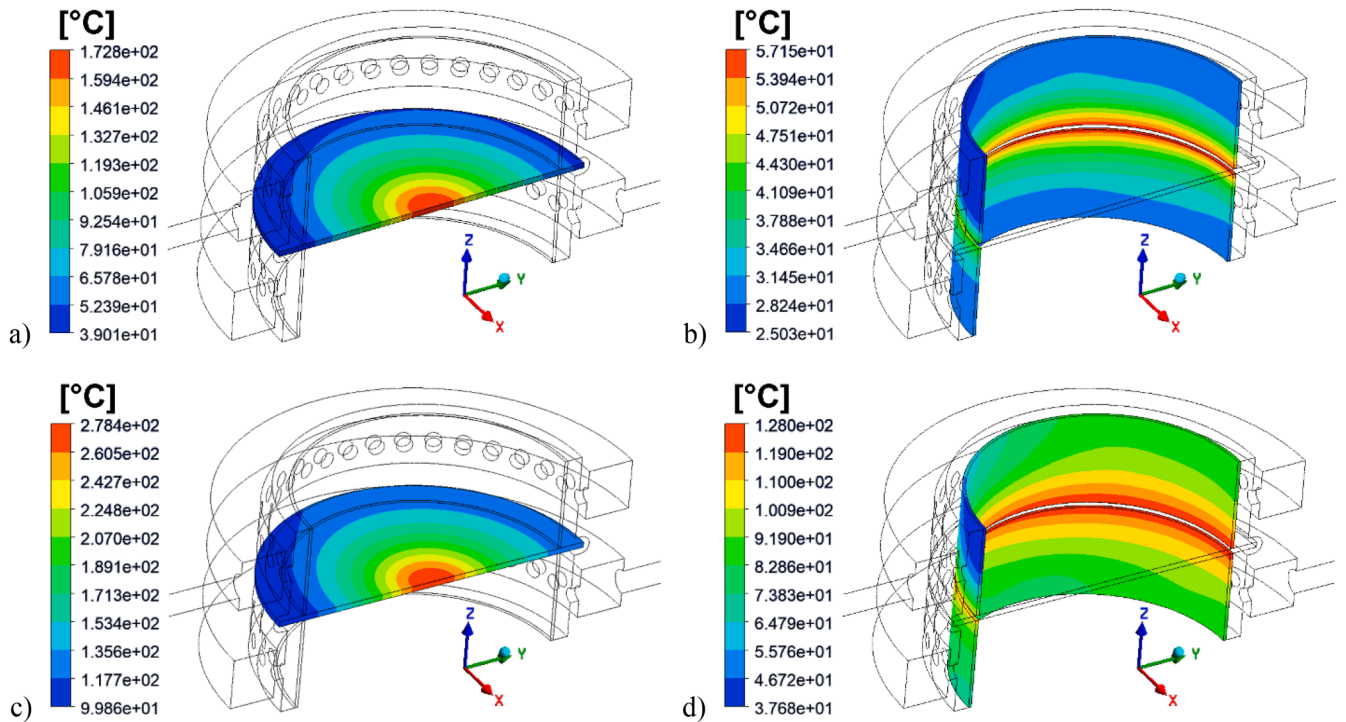 [°C]
1.728e+02
1.594e+02
1.461e+02
1.327e+02
1.193e+02
1.059e+02
9.254e+01
7.916e+01
6.578e+01
5.239e+01
3.901e+01
Z
Y
X
a)
[°C]
5.715e+01
5.394e+01
5.072e+01
4.751e+01
4.430e+01
4.109e+01
3.788e+01
3.466e+01
3.145e+01
2.824e+01
2.503e+01
Z
Y
X
b)
[°C]
2.784e+02
2.605e+02
2.427e+02
2.248e+02
2.070e+02
1.891e+02
1.713e+02
1.534e+02
1.356e+02
1.177e+02
9.986e+01
Z
Y
X
c)
[°C]
1.280e+02
1.190e+02
1.100e+02
1.009e+02
9.190e+01
8.286e+01
7.383e+01
6.479e+01
5.576e+01
4.672e+01
3.768e+01
Z
Y
X
d)